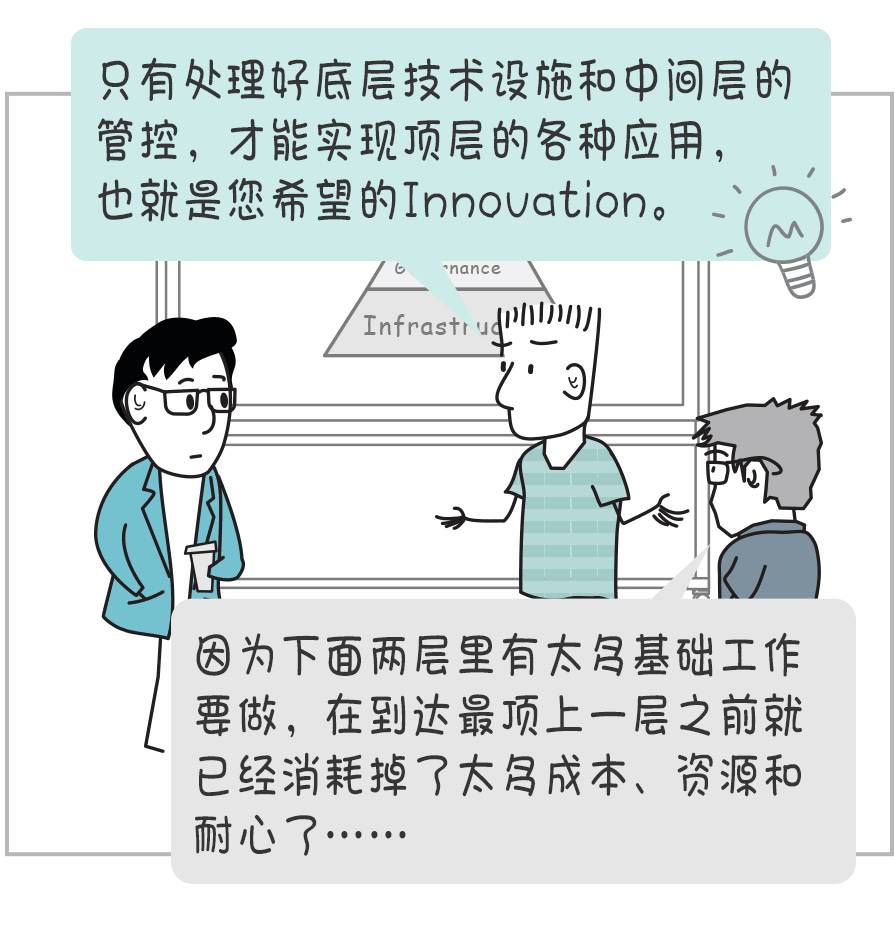 只有处理好底层技术设施和中间层的
管控，才能实现顶层的各种应用，
也就是您希望的Innovation。
因为下面两层里有太多基础工作
要做，在到达最顶上一层之前就
已经消耗掉了太多成本、资源和
耐心了……